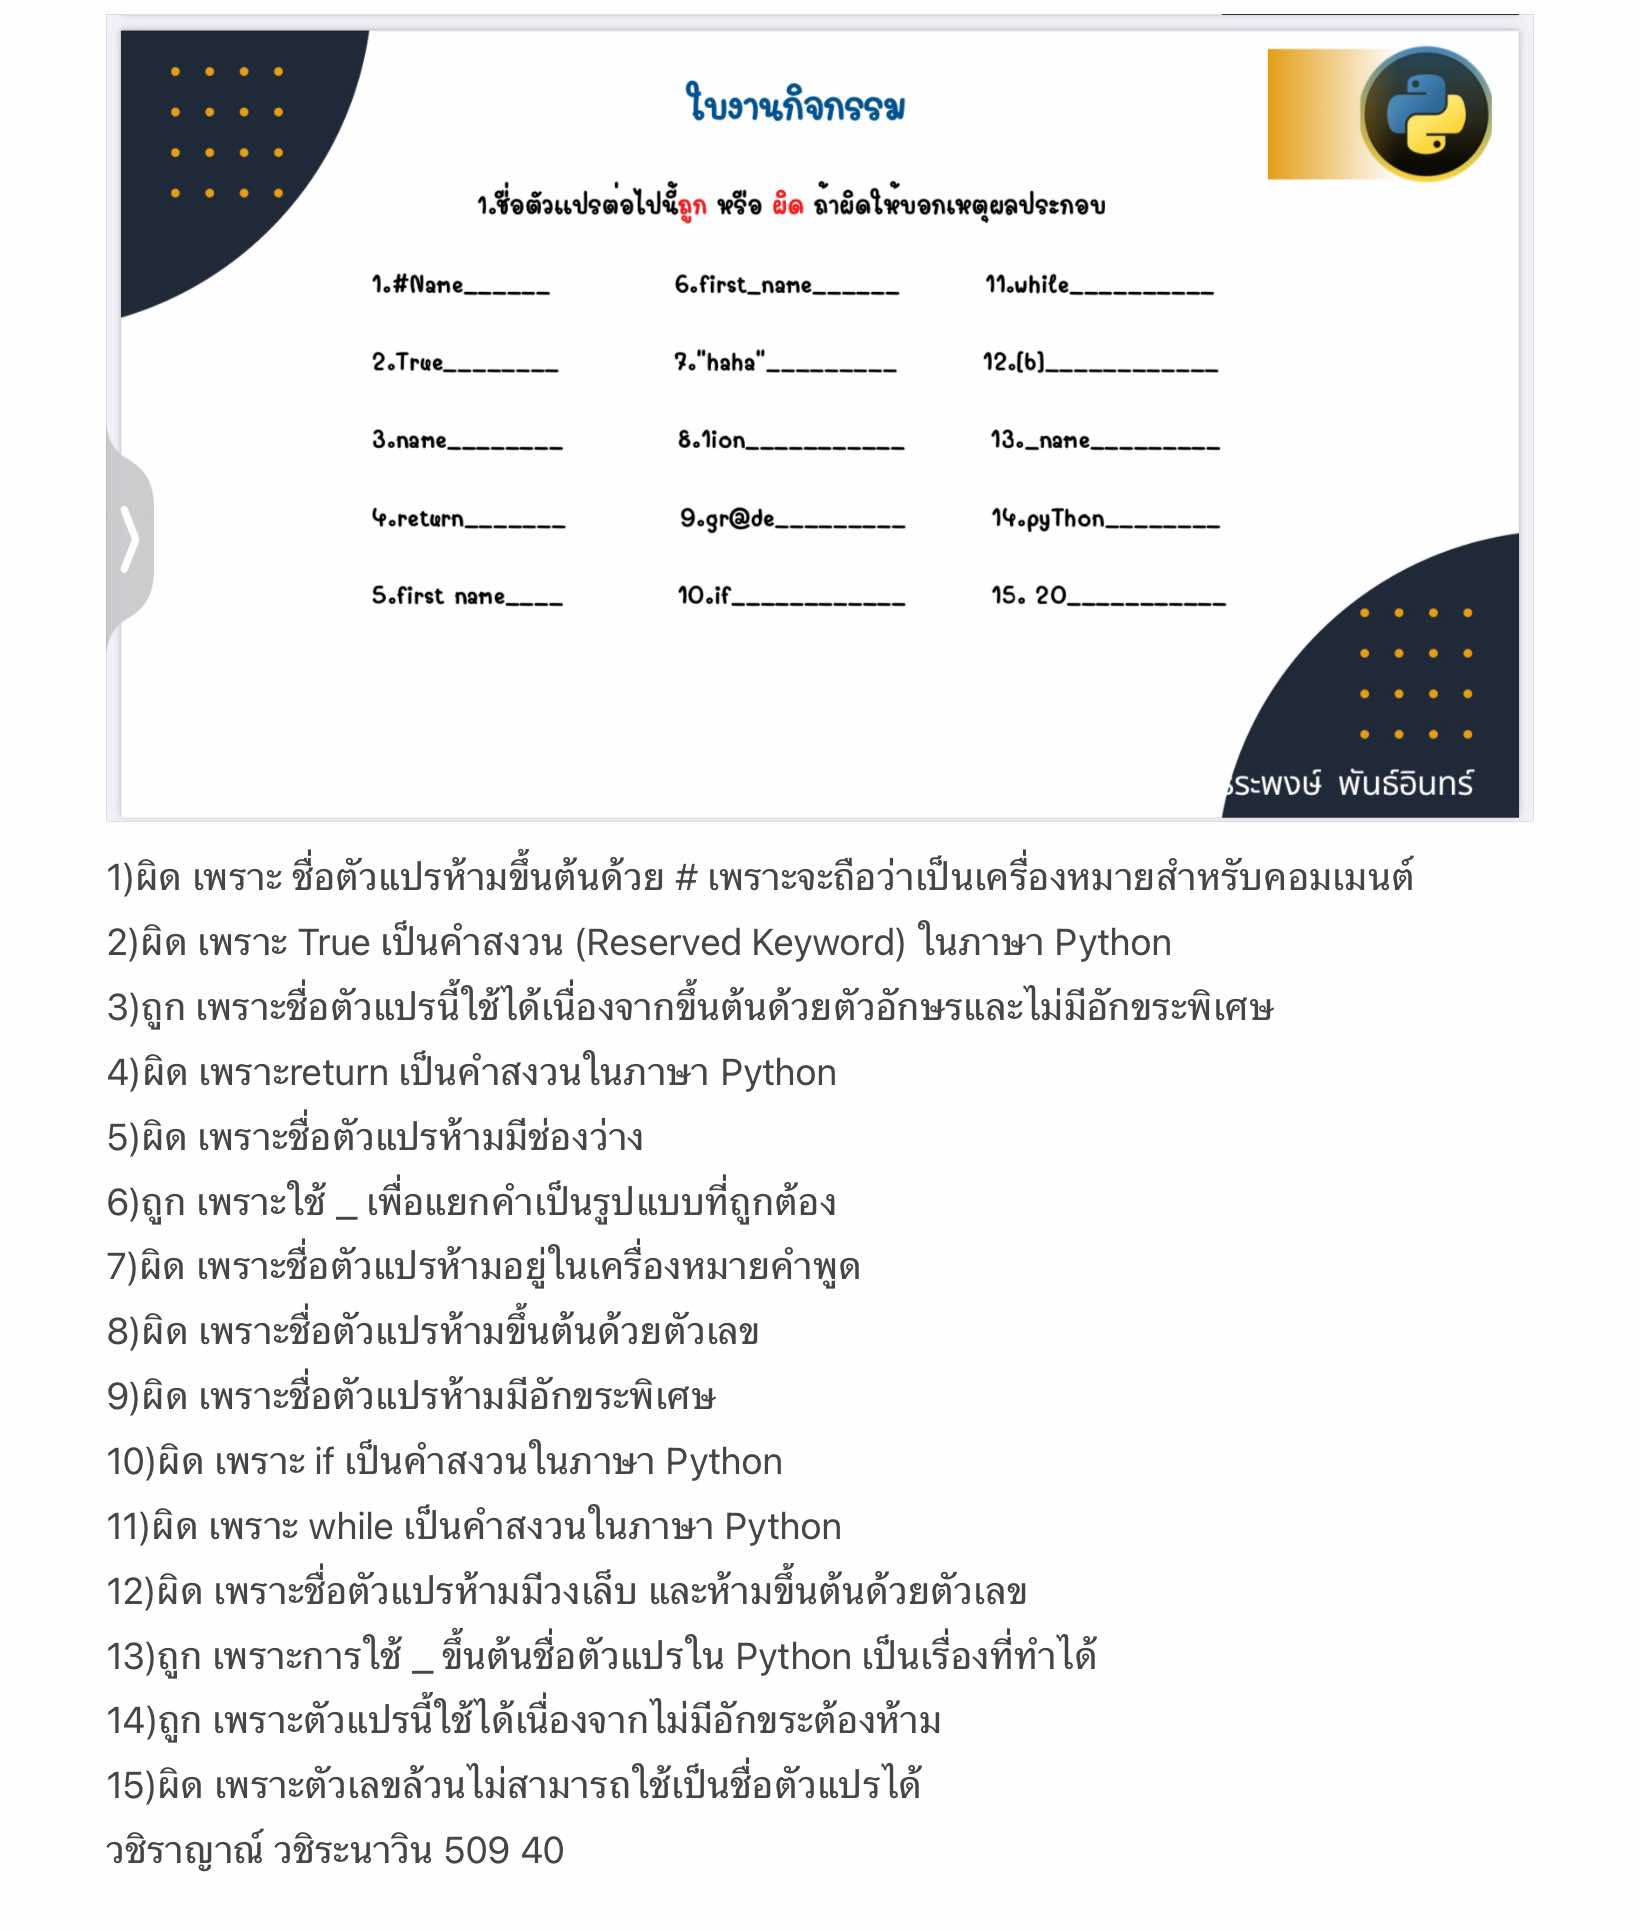 ใบงานกิจกรรม
1.ชื่อตัวแปรต่อไปนี้ถูก หรือ ผิด ถ้าผิดให้บอกเหตุผลประกอบ
1.#Name______ 6.first_name______ 11.while__________
2.True________ 7."haha"_________ 12.(b)____________
3.name________ 8.1ion___________ 13._name_________
4.return_______ 9.gr@de_________ 14.pyThon________
5.first name____ 10.if____________ 15. 20___________
ระพงษ์ พันธ์อินทร์
1)ผิด เพราะ ชื่อตัวแปรห้ามขึ้นต้นด้วย # เพราะจะถือว่าเป็นเครื่องหมายสำหรับคอมเมนต์
2)ผิด เพราะ True เป็นคำสงวน (Reserved Keyword) ในภาษา Python
3)ถูก เพราะชื่อตัวแปรนี้ใช้ได้เนื่องจากขึ้นต้นด้วยตัวอักษรและไม่มีอักขระพิเศษ
4)ผิด เพราะreturn เป็นคำสงวนในภาษา Python
5)ผิด เพราะชื่อตัวแปรห้ามมีช่องว่าง
6)ถูก เพราะใช้ _ เพื่อแยกคำเป็นรูปแบบที่ถูกต้อง
7)ผิด เพราะชื่อตัวแปรห้ามอยู่ในเครื่องหมายคำพูด
8)ผิด เพราะชื่อตัวแปรห้ามขึ้นต้นด้วยตัวเลข
9)ผิด เพราะชื่อตัวแปรห้ามมีอักขระพิเศษ
10)ผิด เพราะ if เป็นคำสงวนในภาษา Python
11)ผิด เพราะ while เป็นคำสงวนในภาษา Python
12)ผิด เพราะชื่อตัวแปรห้ามมีวงเล็บ และห้ามขึ้นต้นด้วยตัวเลข
13)ถูก เพราะการใช้ _ ขึ้นต้นชื่อตัวแปรใน Python เป็นเรื่องที่ทำได้
14)ถูก เพราะตัวแปรนี้ใช้ได้เนื่องจากไม่มีอักขระต้องห้าม
15)ผิด เพราะตัวเลขล้วนไม่สามารถใช้เป็นชื่อตัวแปรได้
วชิราญาณ์ วชิระนาวิน 509 40